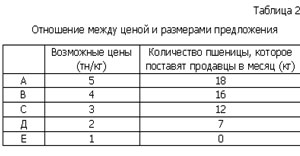 Таблица 2
Отношение между ценой и размерами предложения
Возможные цены (тн/кг) Количество пшеницы, которое поставят продавцы в месяц (кг)
А 5 18
В 4 16
С 3 12
Д 2 7
Е 1 0